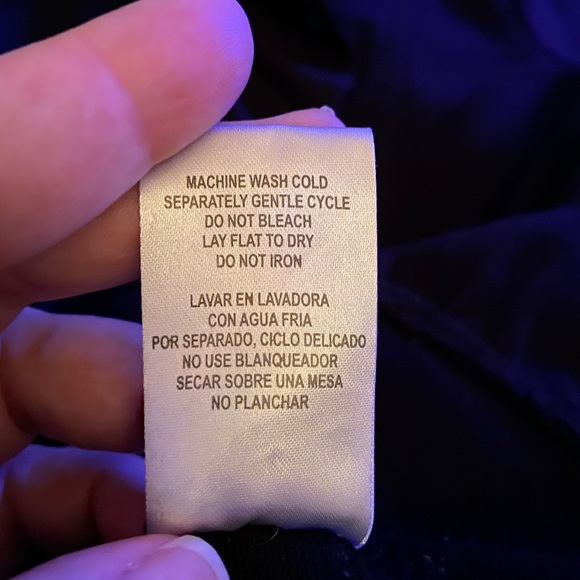 MACHINE WASH COLD
SEPARATELY GENTLE CYCLE
DO NOT BLEACH
LAY FLAT TO DRY
DO NOT IRON
LAVAR EN LAVADORA
CON AGUA FRIA
POR SEPARADO, CICLO DELICADO
NO USE BLANQUEADOR
SECAR SOBRE UNA MESA
NO PLANCHAR